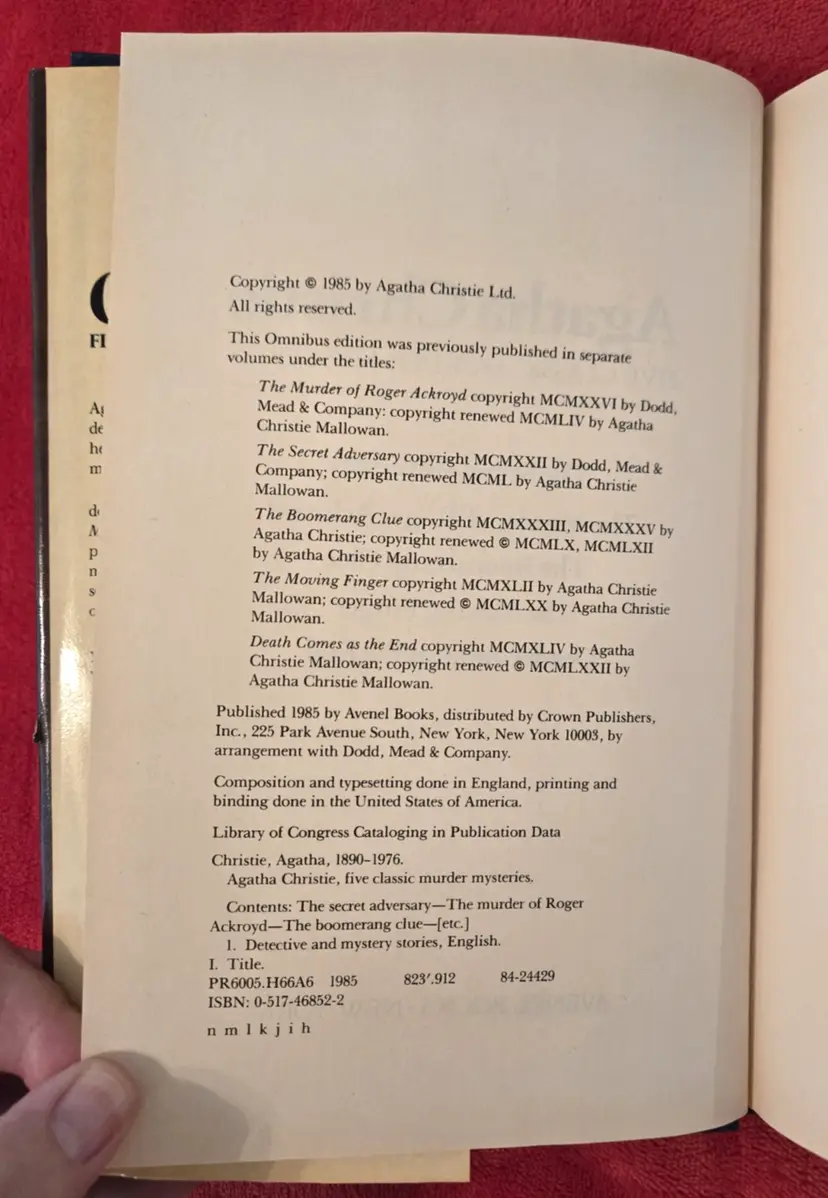 Copyright © 1985 by Agatha Christie Ltd.
All rights reserved.
This Omnibus edition was previously published in separate
volumes under the titles:
The Murder of Roger Ackroyd copyright MCMXXVI by Dodd,
Mead & Company: copyright renewed MCMLIV by Agatha
Christie Mallowan.
The Secret Adversary copyright MCMXXII by Dodd, Mead &
Company; copyright renewed MCML by Agatha Christie
Mallowan.
The Boomerang Clue copyright MCMXXXIII, MCMXXXV by
Agatha Christie; copyright renewed © MCMLX, MCMLXII
by Agatha Christie Mallowan.
The Moving Finger copyright MCMXLII by Agatha Christie
Mallowan; copyright renewed © MCMLXX by Agatha Christie
Mallowan.
Death Comes as the End copyright MCMXLIV by Agatha
Christie Mallowan; copyright renewed © MCMLXXII by
Agatha Christie Mallowan.
Published 1985 by Avenel Books, distributed by Crown Publishers,
Inc., 225 Park Avenue South, New York, New York 10003, by
arrangement with Dodd, Mead & Company.
Composition and typesetting done in England, printing and
binding done in the United States of America.
Library of Congress Cataloging in Publication Data
Christie, Agatha, 1890–1976.
Agatha Christie, five classic murder mysteries.
Contents: The secret adversary—The murder of Roger
Ackroyd—The boomerang clue—[etc.]
1. Detective and mystery stories, English.
I. Title.
PR6005.H66A6 1985 823′.912 84-24429
ISBN: 0-517-46852-2
n m l k j i h